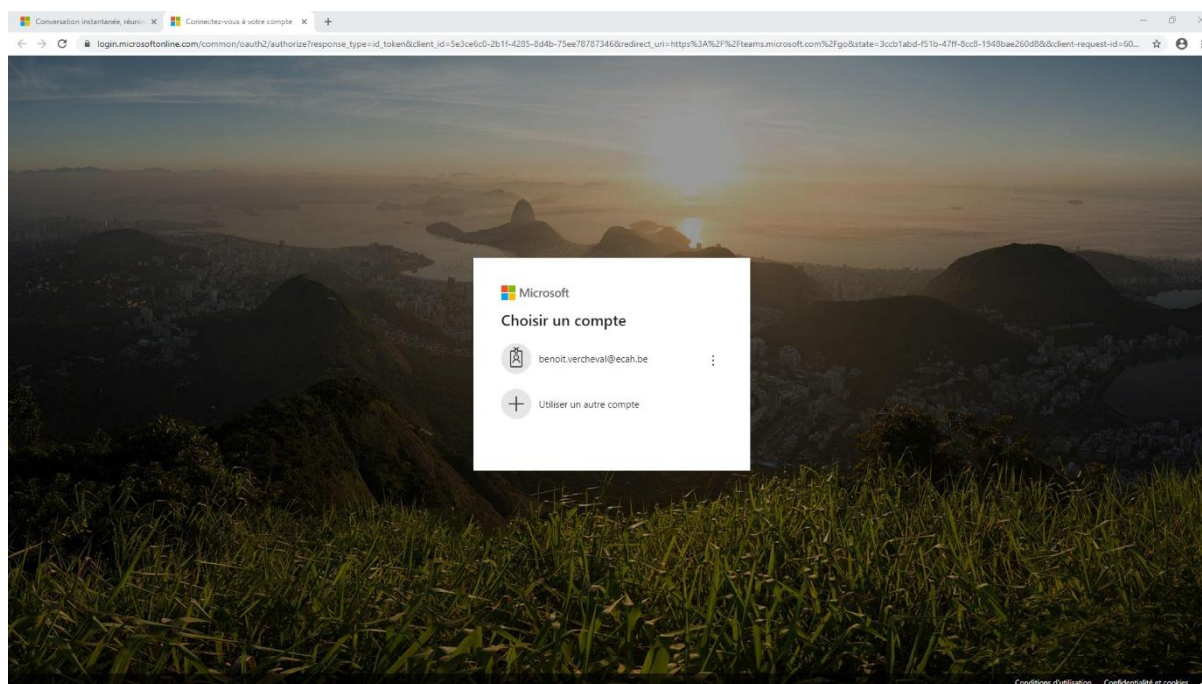 Conversation instantanée, réunio
Connectez-vous à votre compte
login.microsoftonline.com/common/oauth2/authorize?response_type=id_token&client_id=5e3ce6c0-2b1f-4285-8d4b-75ee78787346&redirect_uri=https%3A%2F%2Fteams.microsoft.com%2Fgo&state=3ccb1abd-f51b-47ff-8cc8-1948bae260d8&&client-request-id=60...
Microsoft
Choisir un compte
benoit.vercheval@ecah.be
Utiliser un autre compte
Conditions d'utilisation Confidentialité et cookies